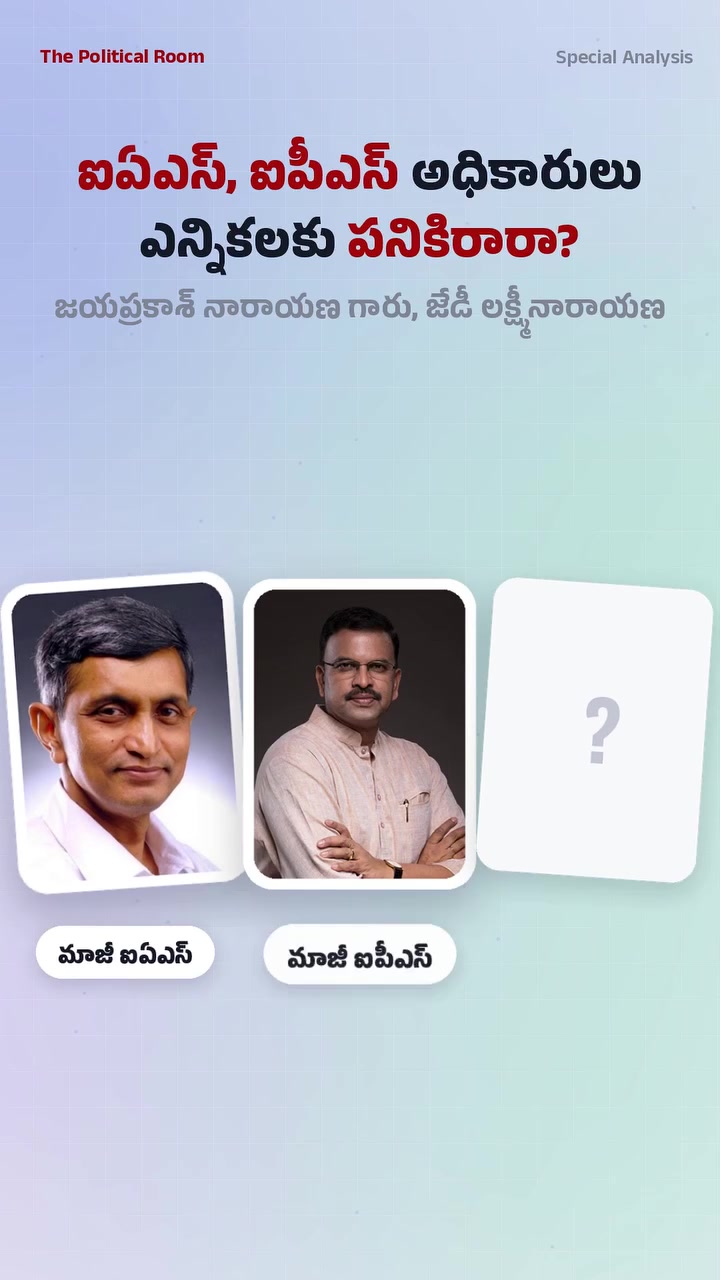 The Political Room
Special Analysis
ఐఏఎస్, ఐపీఎస్ అధికారులు
ఎన్నికలకు పనికిరారా?
జయప్రకాశ్ నారాయణ గారు, జేడీ లక్ష్మీనారాయణ
?
మాజీ ఐఏఎస్
మాజీ ఐపీఎస్